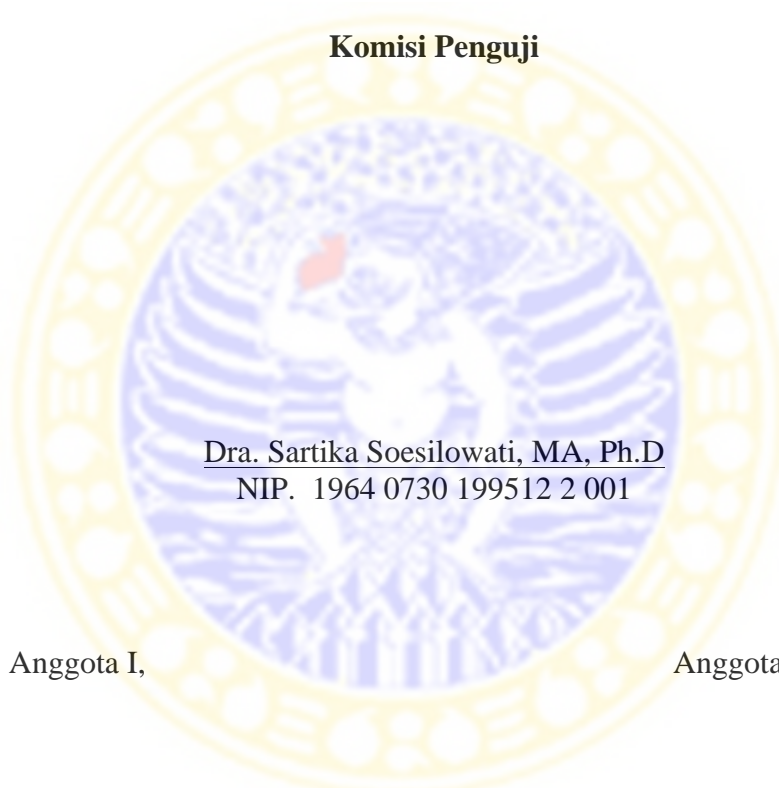 Komisi Penguji
Dra. Sartika Soesilowati, MA, Ph.D
NIP. 1964 0730 199512 2 001
Anggota I, Anggota